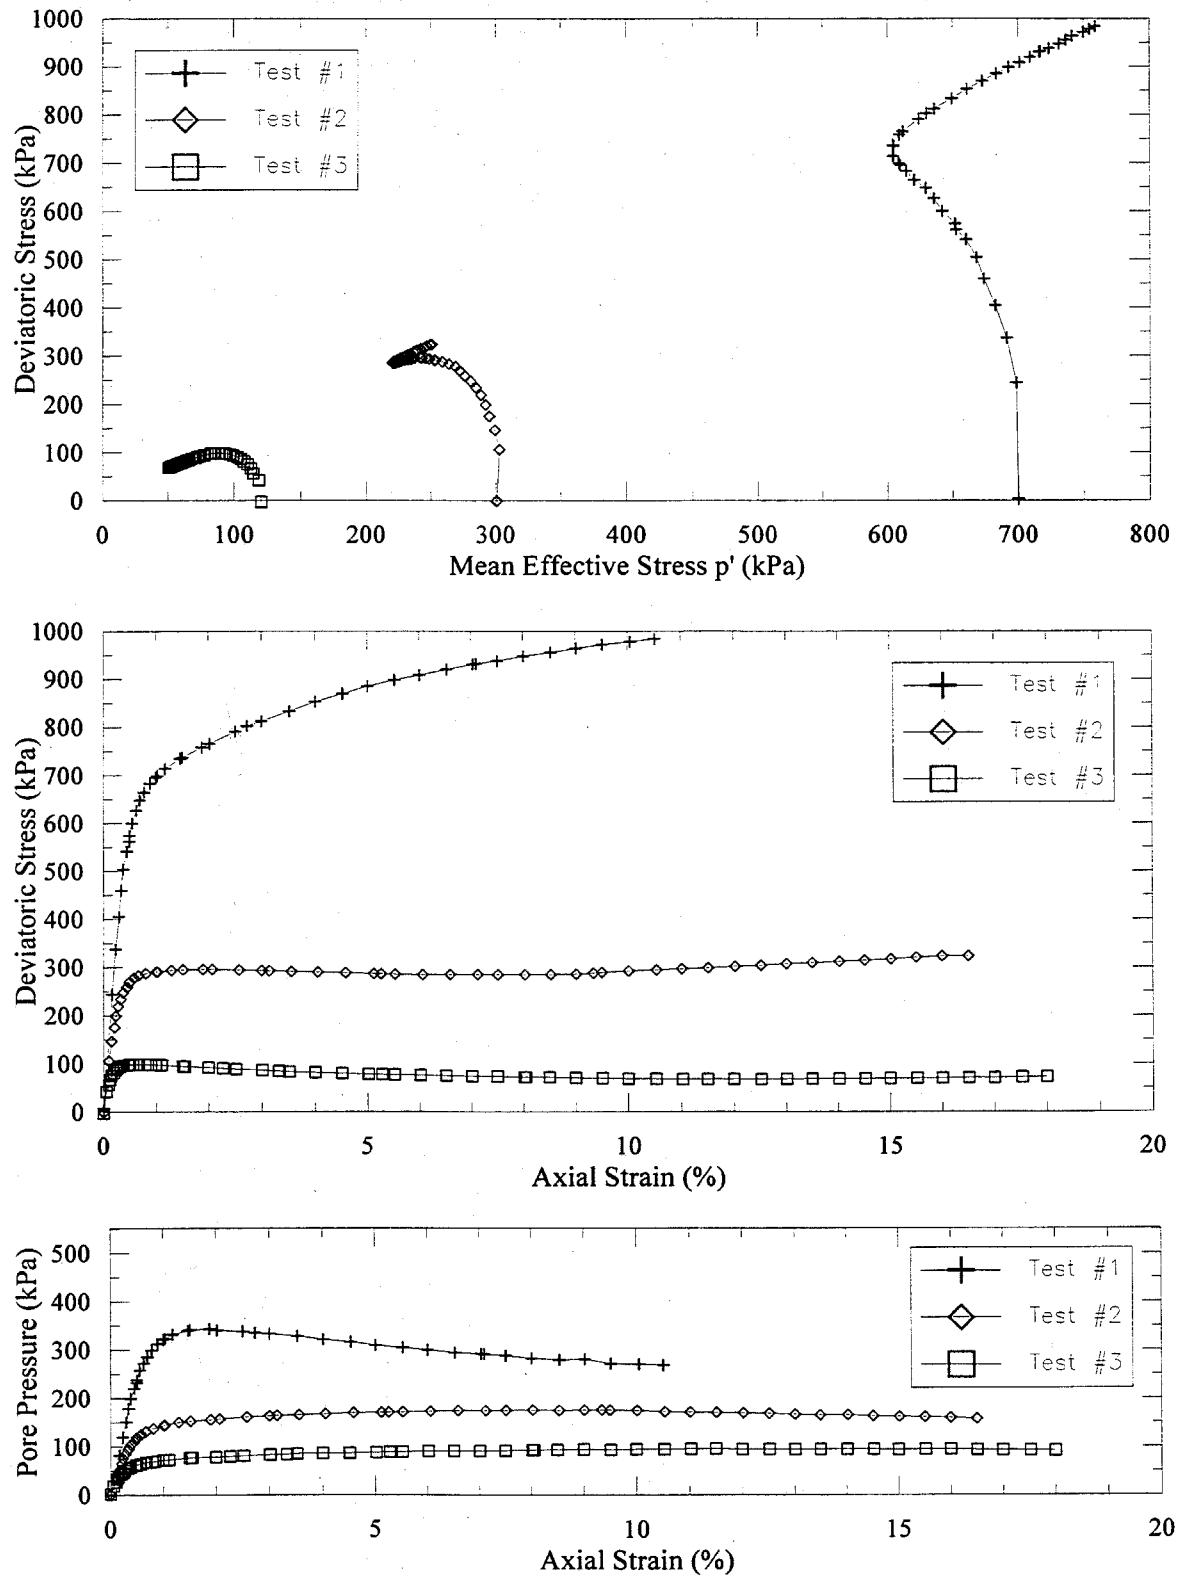 1000
900
800
700
600
500
400
300
200
100
0
Deviatoric Stress (kPa)
Test #1
Test #2
Test #3
0 100 200 300 400 500 600 700 800
Mean Effective Stress p' (kPa)
1000
900
800
700
600
500
400
300
200
100
0
Deviatoric Stress (kPa)
Test #1
Test #2
Test #3
0 5 10 15 20
Axial Strain (%)
500
400
300
200
100
0
Pore Pressure (kPa)
Test #1
Test #2
Test #3
0 5 10 15 20
Axial Strain (%)